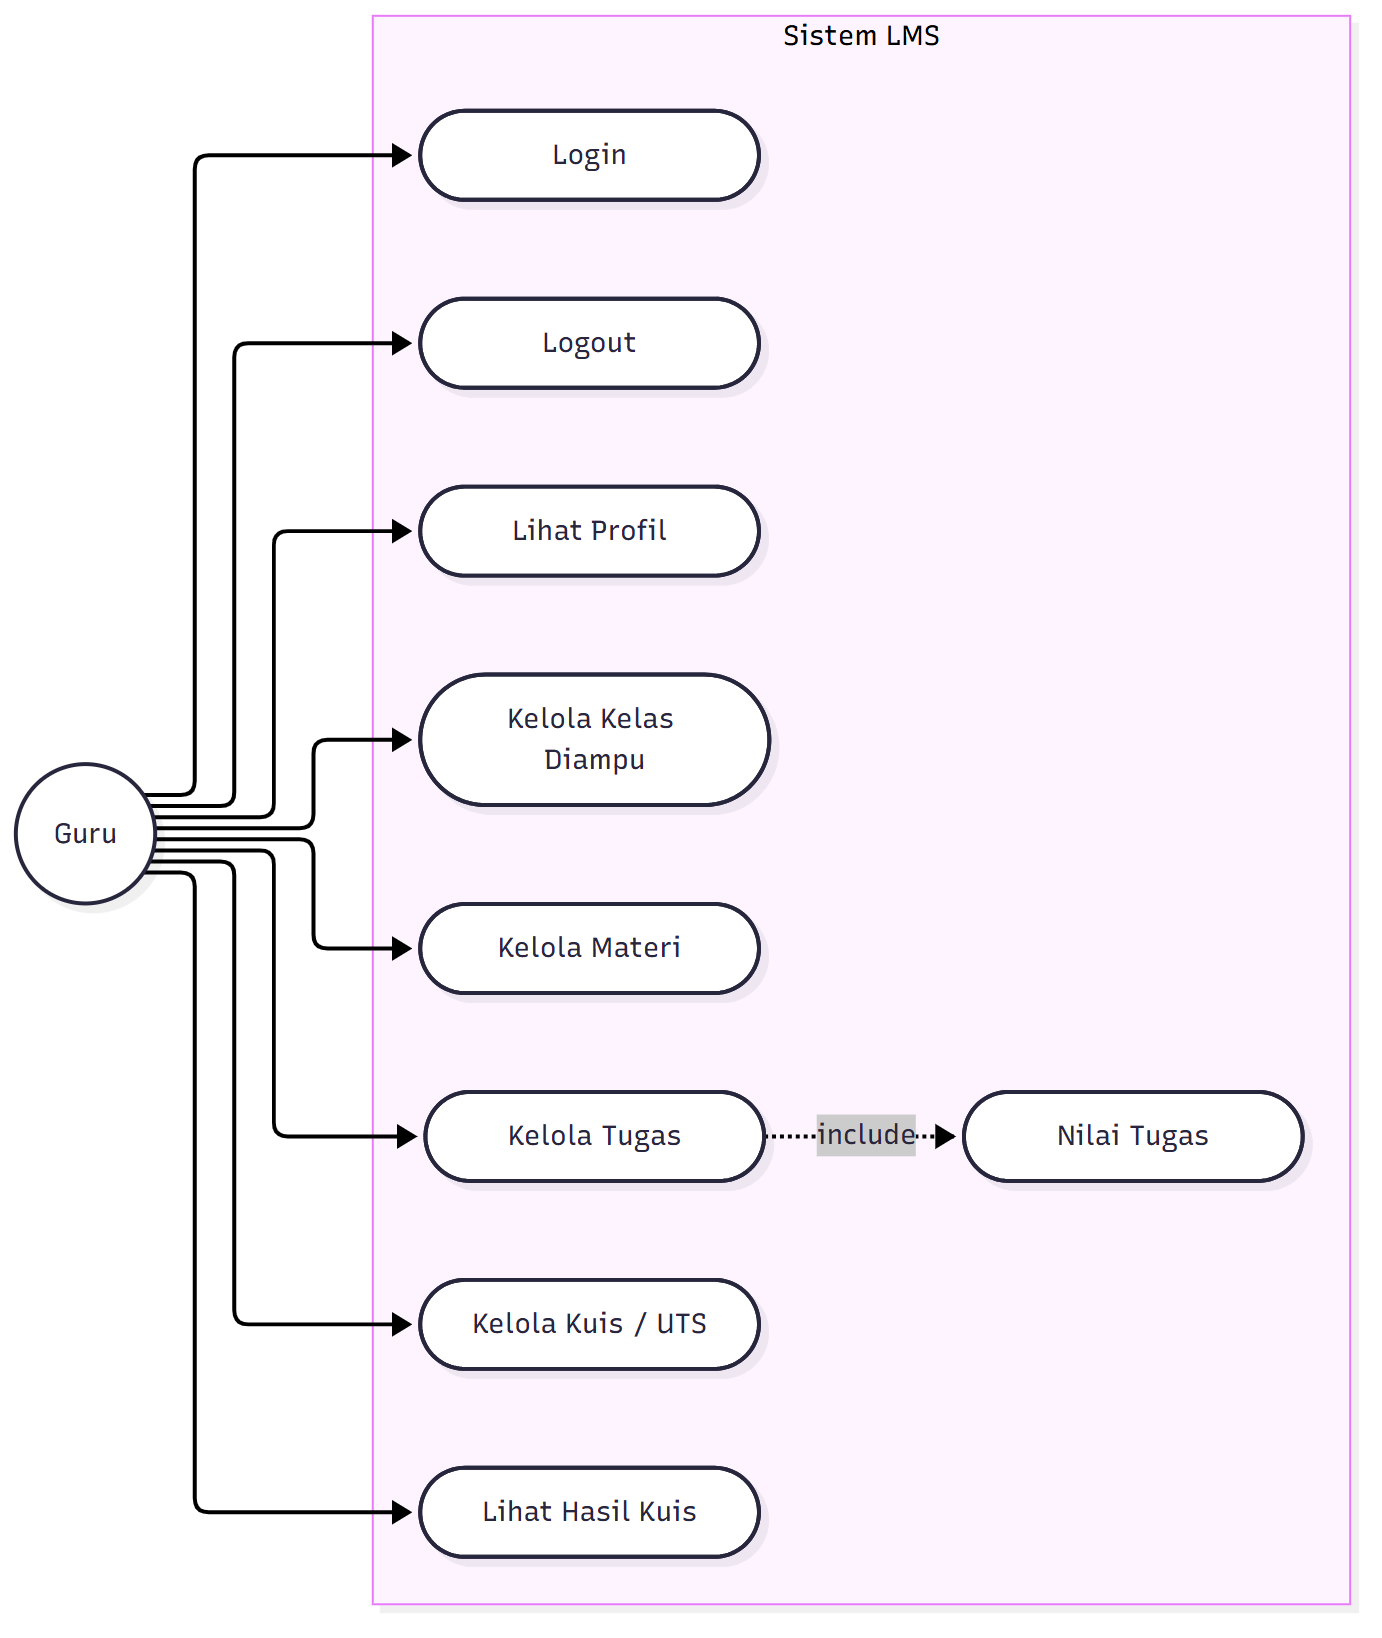 Sistem LMS
Login
Logout
Lihat Profil
Kelola Kelas
Diampu
Guru
Kelola Materi
Kelola Tugas
include
Nilai Tugas
Kelola Kuis / UTS
Lihat Hasil Kuis